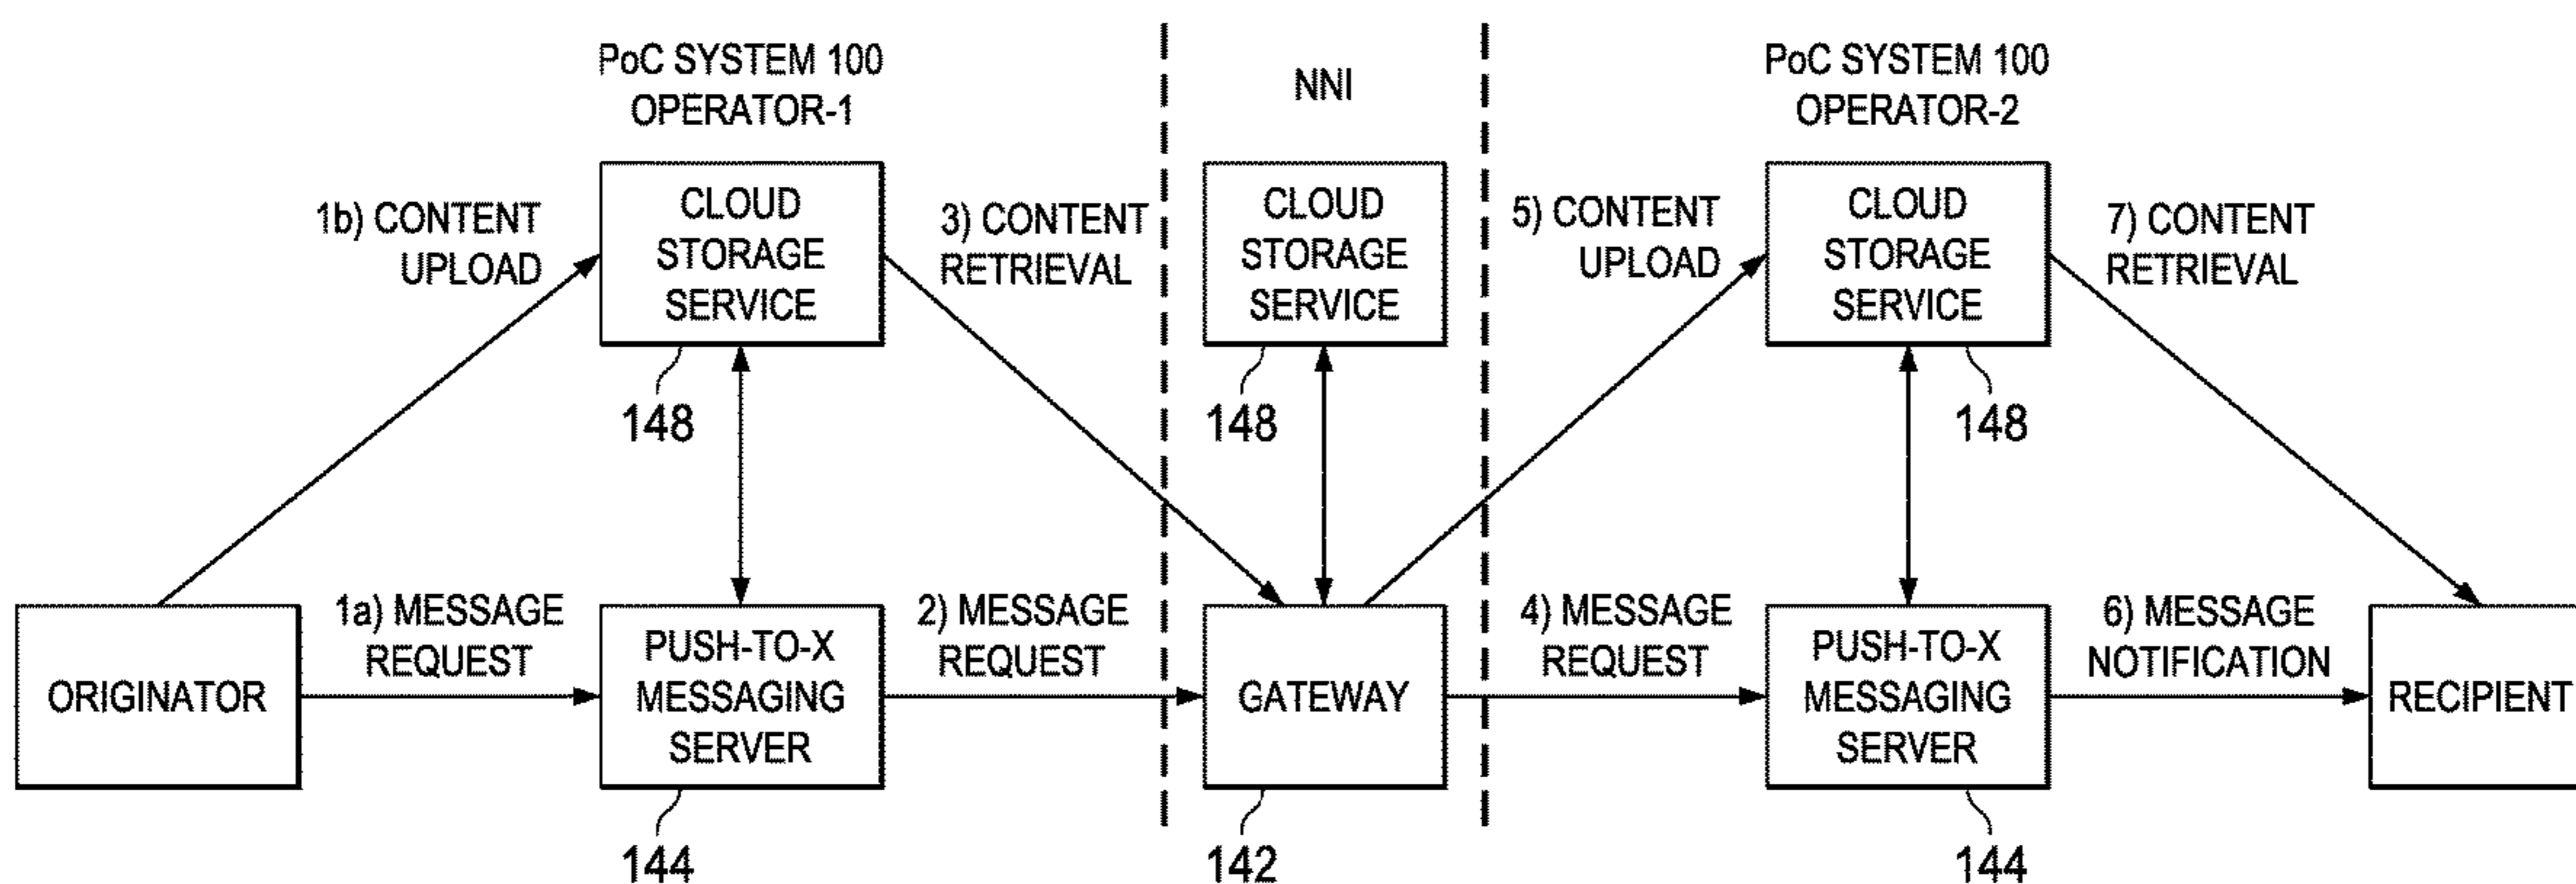 PoC SYSTEM 100
OPERATOR-1
NNI
PoC SYSTEM 100
OPERATOR-2
1b) CONTENT
UPLOAD
CLOUD
STORAGE
SERVICE
148
3) CONTENT
RETRIEVAL
CLOUD
STORAGE
SERVICE
148
5) CONTENT
UPLOAD
CLOUD
STORAGE
SERVICE
148
7) CONTENT
RETRIEVAL
ORIGINATOR
1a) MESSAGE
REQUEST
PUSH-TO-X
MESSAGING
SERVER
144
2) MESSAGE
REQUEST
GATEWAY
142
4) MESSAGE
REQUEST
PUSH-TO-X
MESSAGING
SERVER
144
6) MESSAGE
NOTIFICATION
RECIPIENT